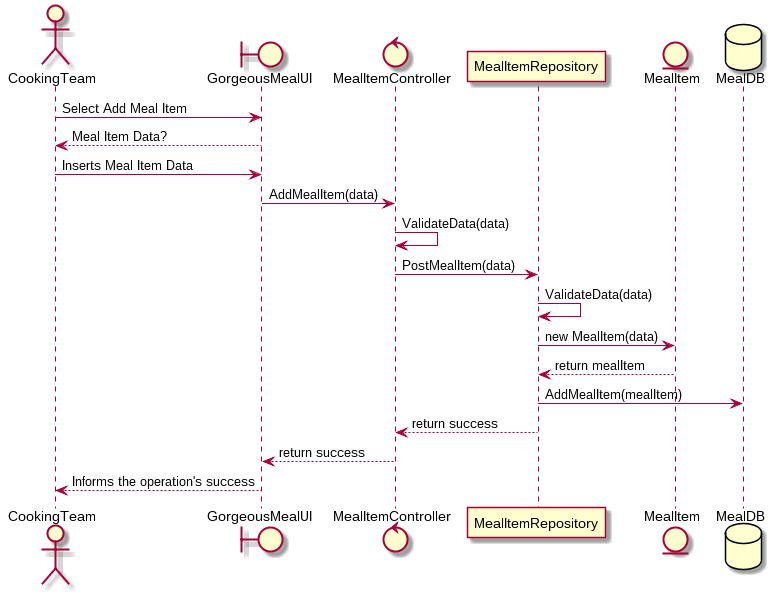 CookingTeam
GorgeousMealUI
MealItemController
MealItemRepository
MealItem
MealDB
Select Add Meal Item
Meal Item Data?
Inserts Meal Item Data
AddMealItem(data)
ValidateData(data)
PostMealItem(data)
ValidateData(data)
new MealItem(data)
return mealItem
AddMealItem(mealItem)
return success
return success
Informs the operation's success
CookingTeam
GorgeousMealUI
MealItemController
MealItemRepository
MealItem
MealDB